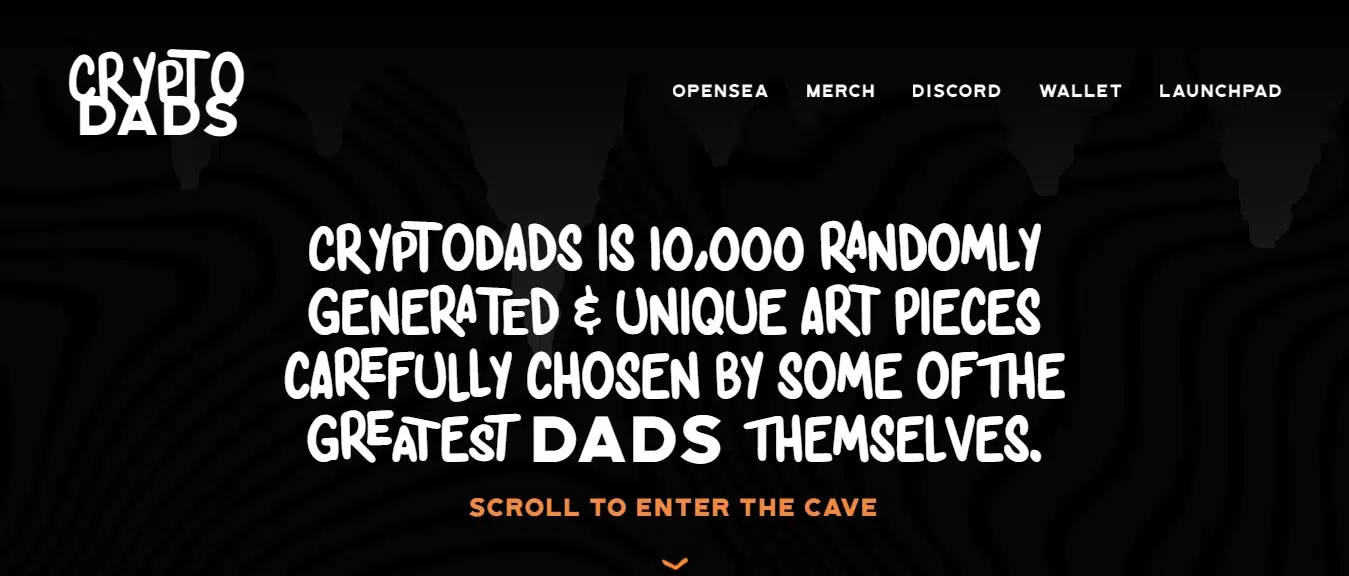 CRYPTO
DADS
OPENSEA MERCH DISCORD WALLET LAUNCHPAD
CRYPTODADS IS 10,000 RANDOMLY
GENERATED & UNIQUE ART PIECES
CAREFULLY CHOSEN BY SOME OF THE
GREATEST DADS THEMSELVES.
SCROLL TO ENTER THE CAVE